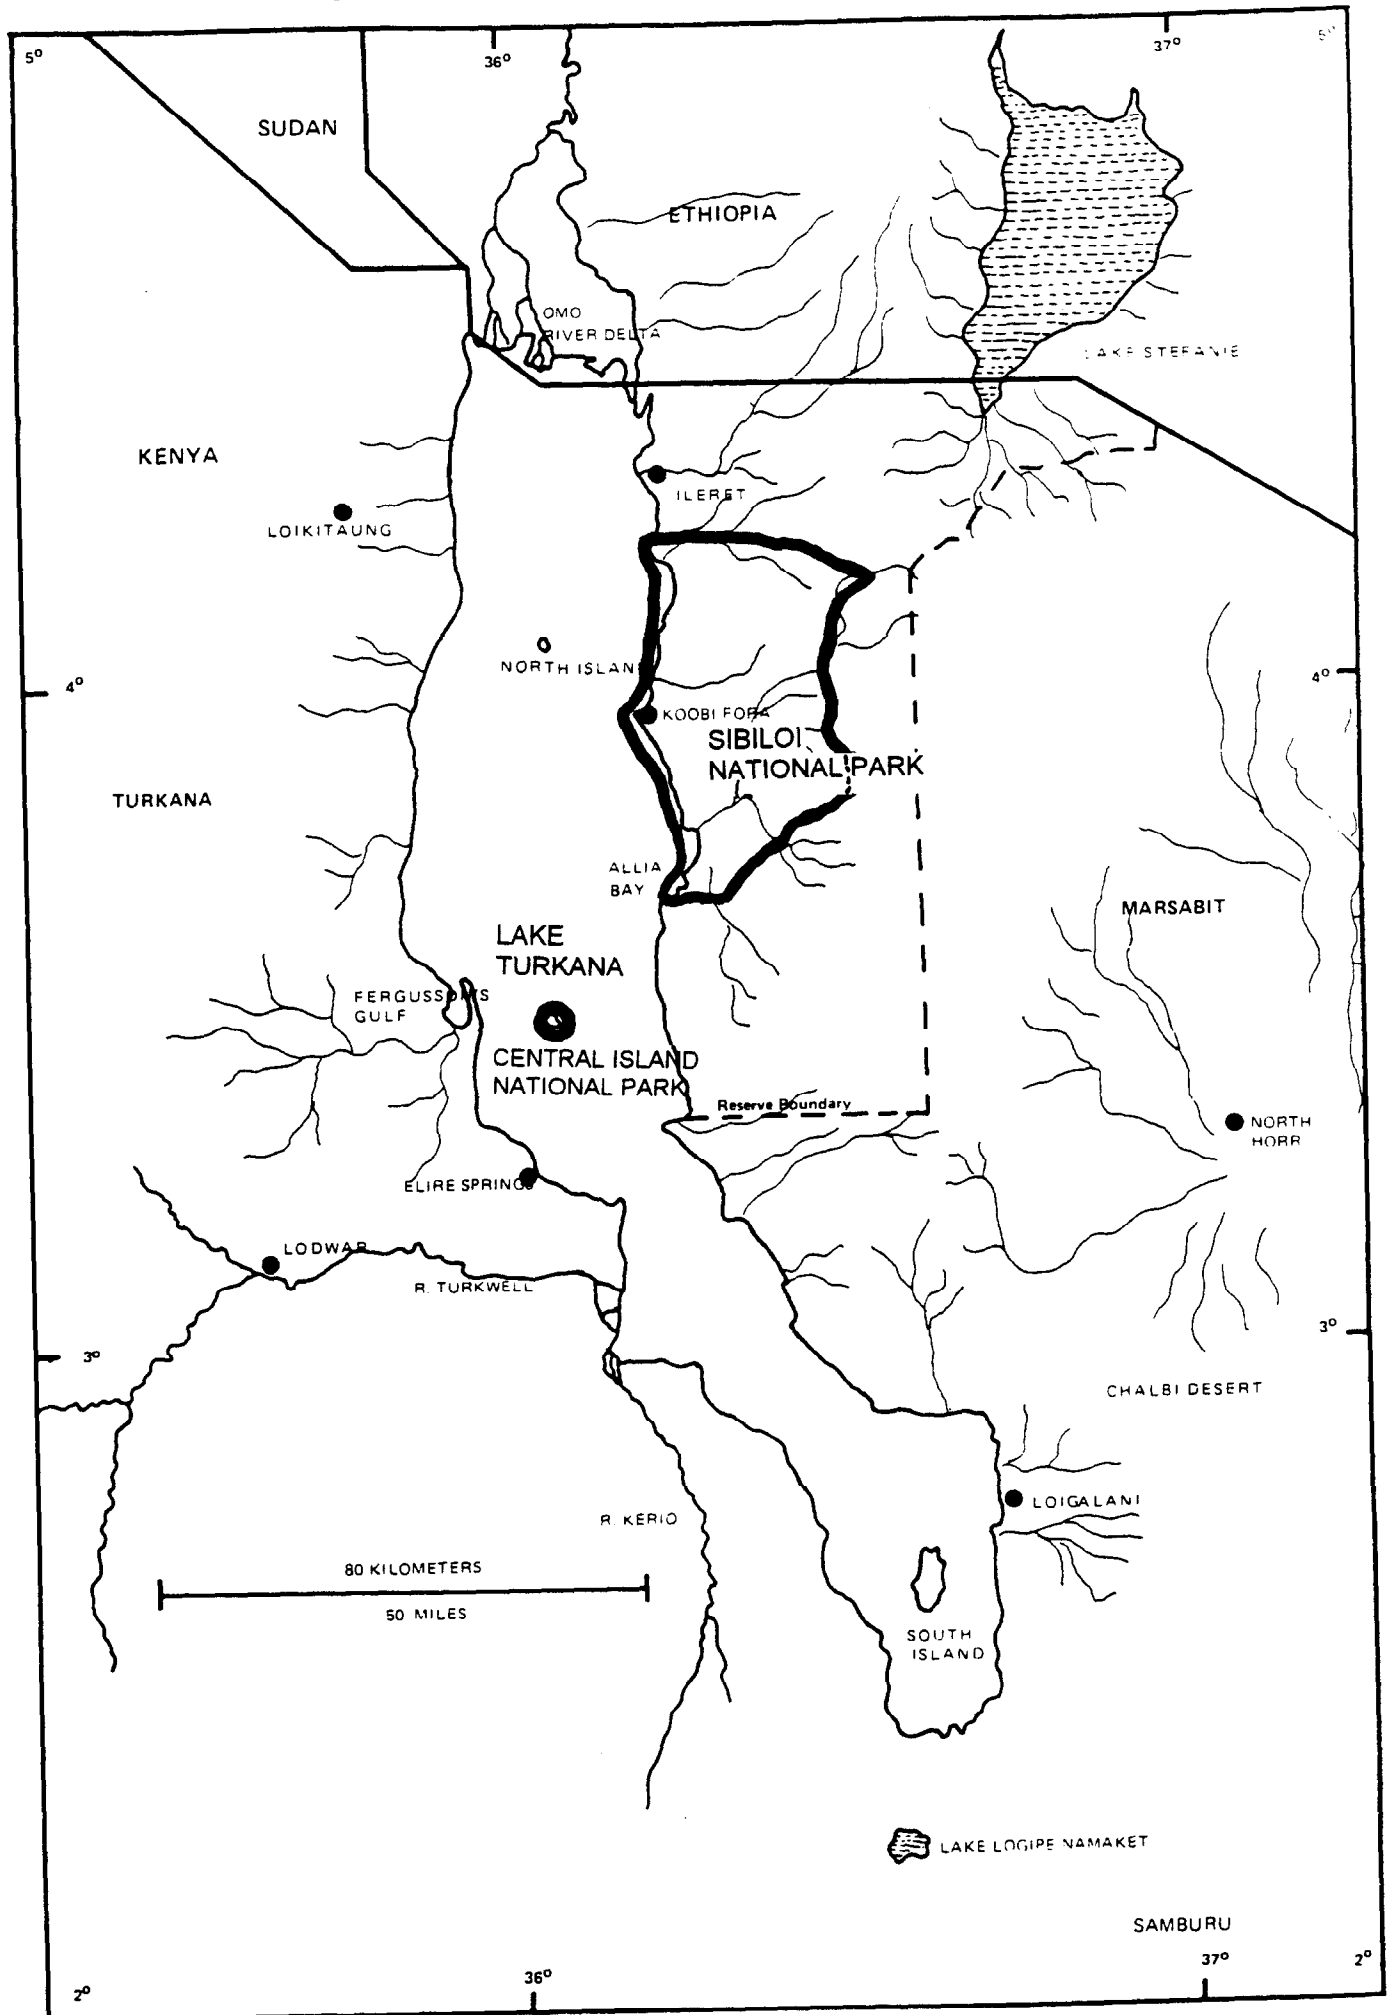 5°
36°
37°
5°
SUDAN
ETHIOPIA
OMO
RIVER DELTA
LAKE STEFANIE
KENYA
ILERET
LOIKITAUNG
NORTH ISLAN
4°
4°
KOOBI FORA
SIBILOI
NATIONAL PARK
TURKANA
ALLIA
BAY
MARSABIT
LAKE
TURKANA
FERGUSSON'S
GULF
CENTRAL ISLAND
NATIONAL PARK
Reserve Boundary
NORTH
HORR
ELIRE SPRINGS
LODWAR
R. TURKWELL
3°
3°
CHALBI DESERT
LOIGALANI
R. KERIO
80 KILOMETERS
50 MILES
SOUTH
ISLAND
LAKE LOGIPE NAMAKET
SAMBURU
2°
36°
37°
2°